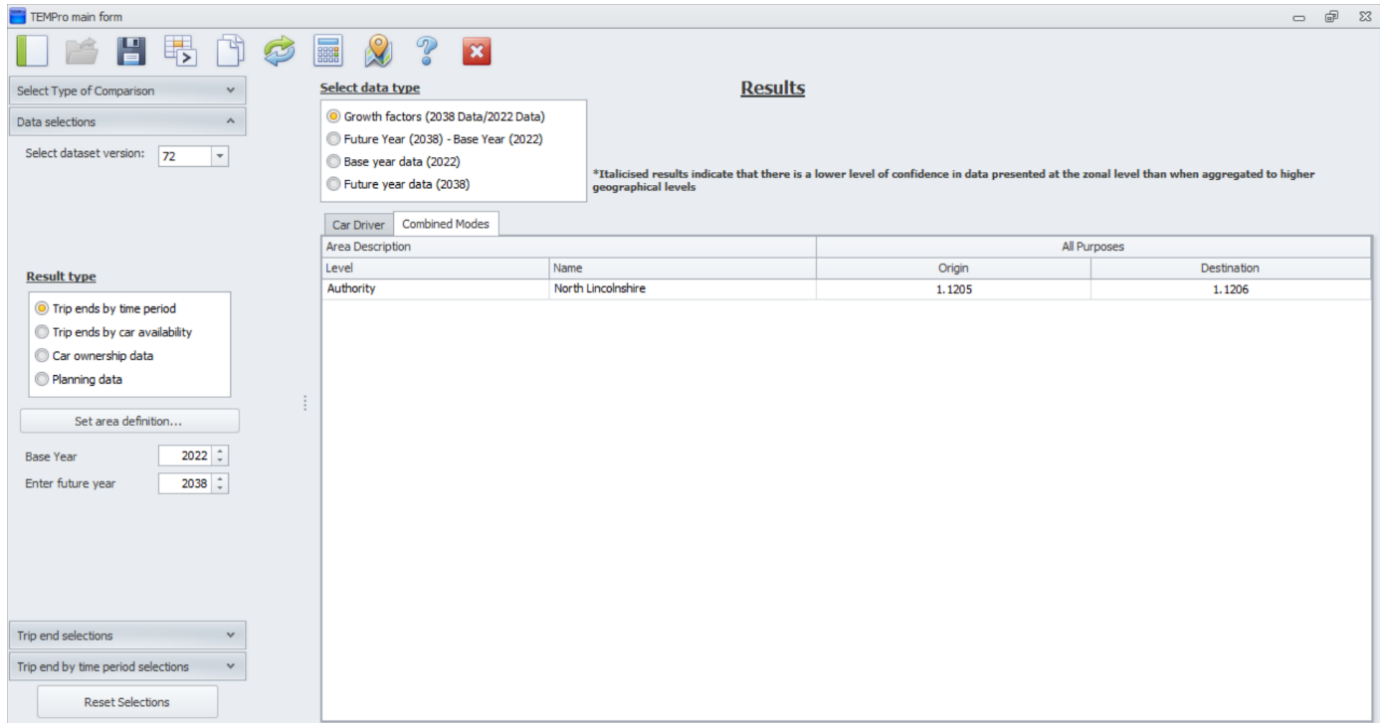 TEMPro main form
Select Type of Comparison
Data selections
Select dataset version: 72
Result type
Trip ends by time period
Trip ends by car availability
Car ownership data
Planning data
Set area definition...
Base Year 2022
Enter future year 2038
Trip end selections
Trip end by time period selections
Reset Selections
Select data type
Growth factors (2038 Data/2022 Data)
Future Year (2038) - Base Year (2022)
Base year data (2022)
Future year data (2038)
Results
*Italicised results indicate that there is a lower level of confidence in data presented at the zonal level than when aggregated to higher
geographical levels
Car Driver Combined Modes
Area Description All Purposes
Level Name Origin Destination
Authority North Lincolnshire 1.1205 1.1206